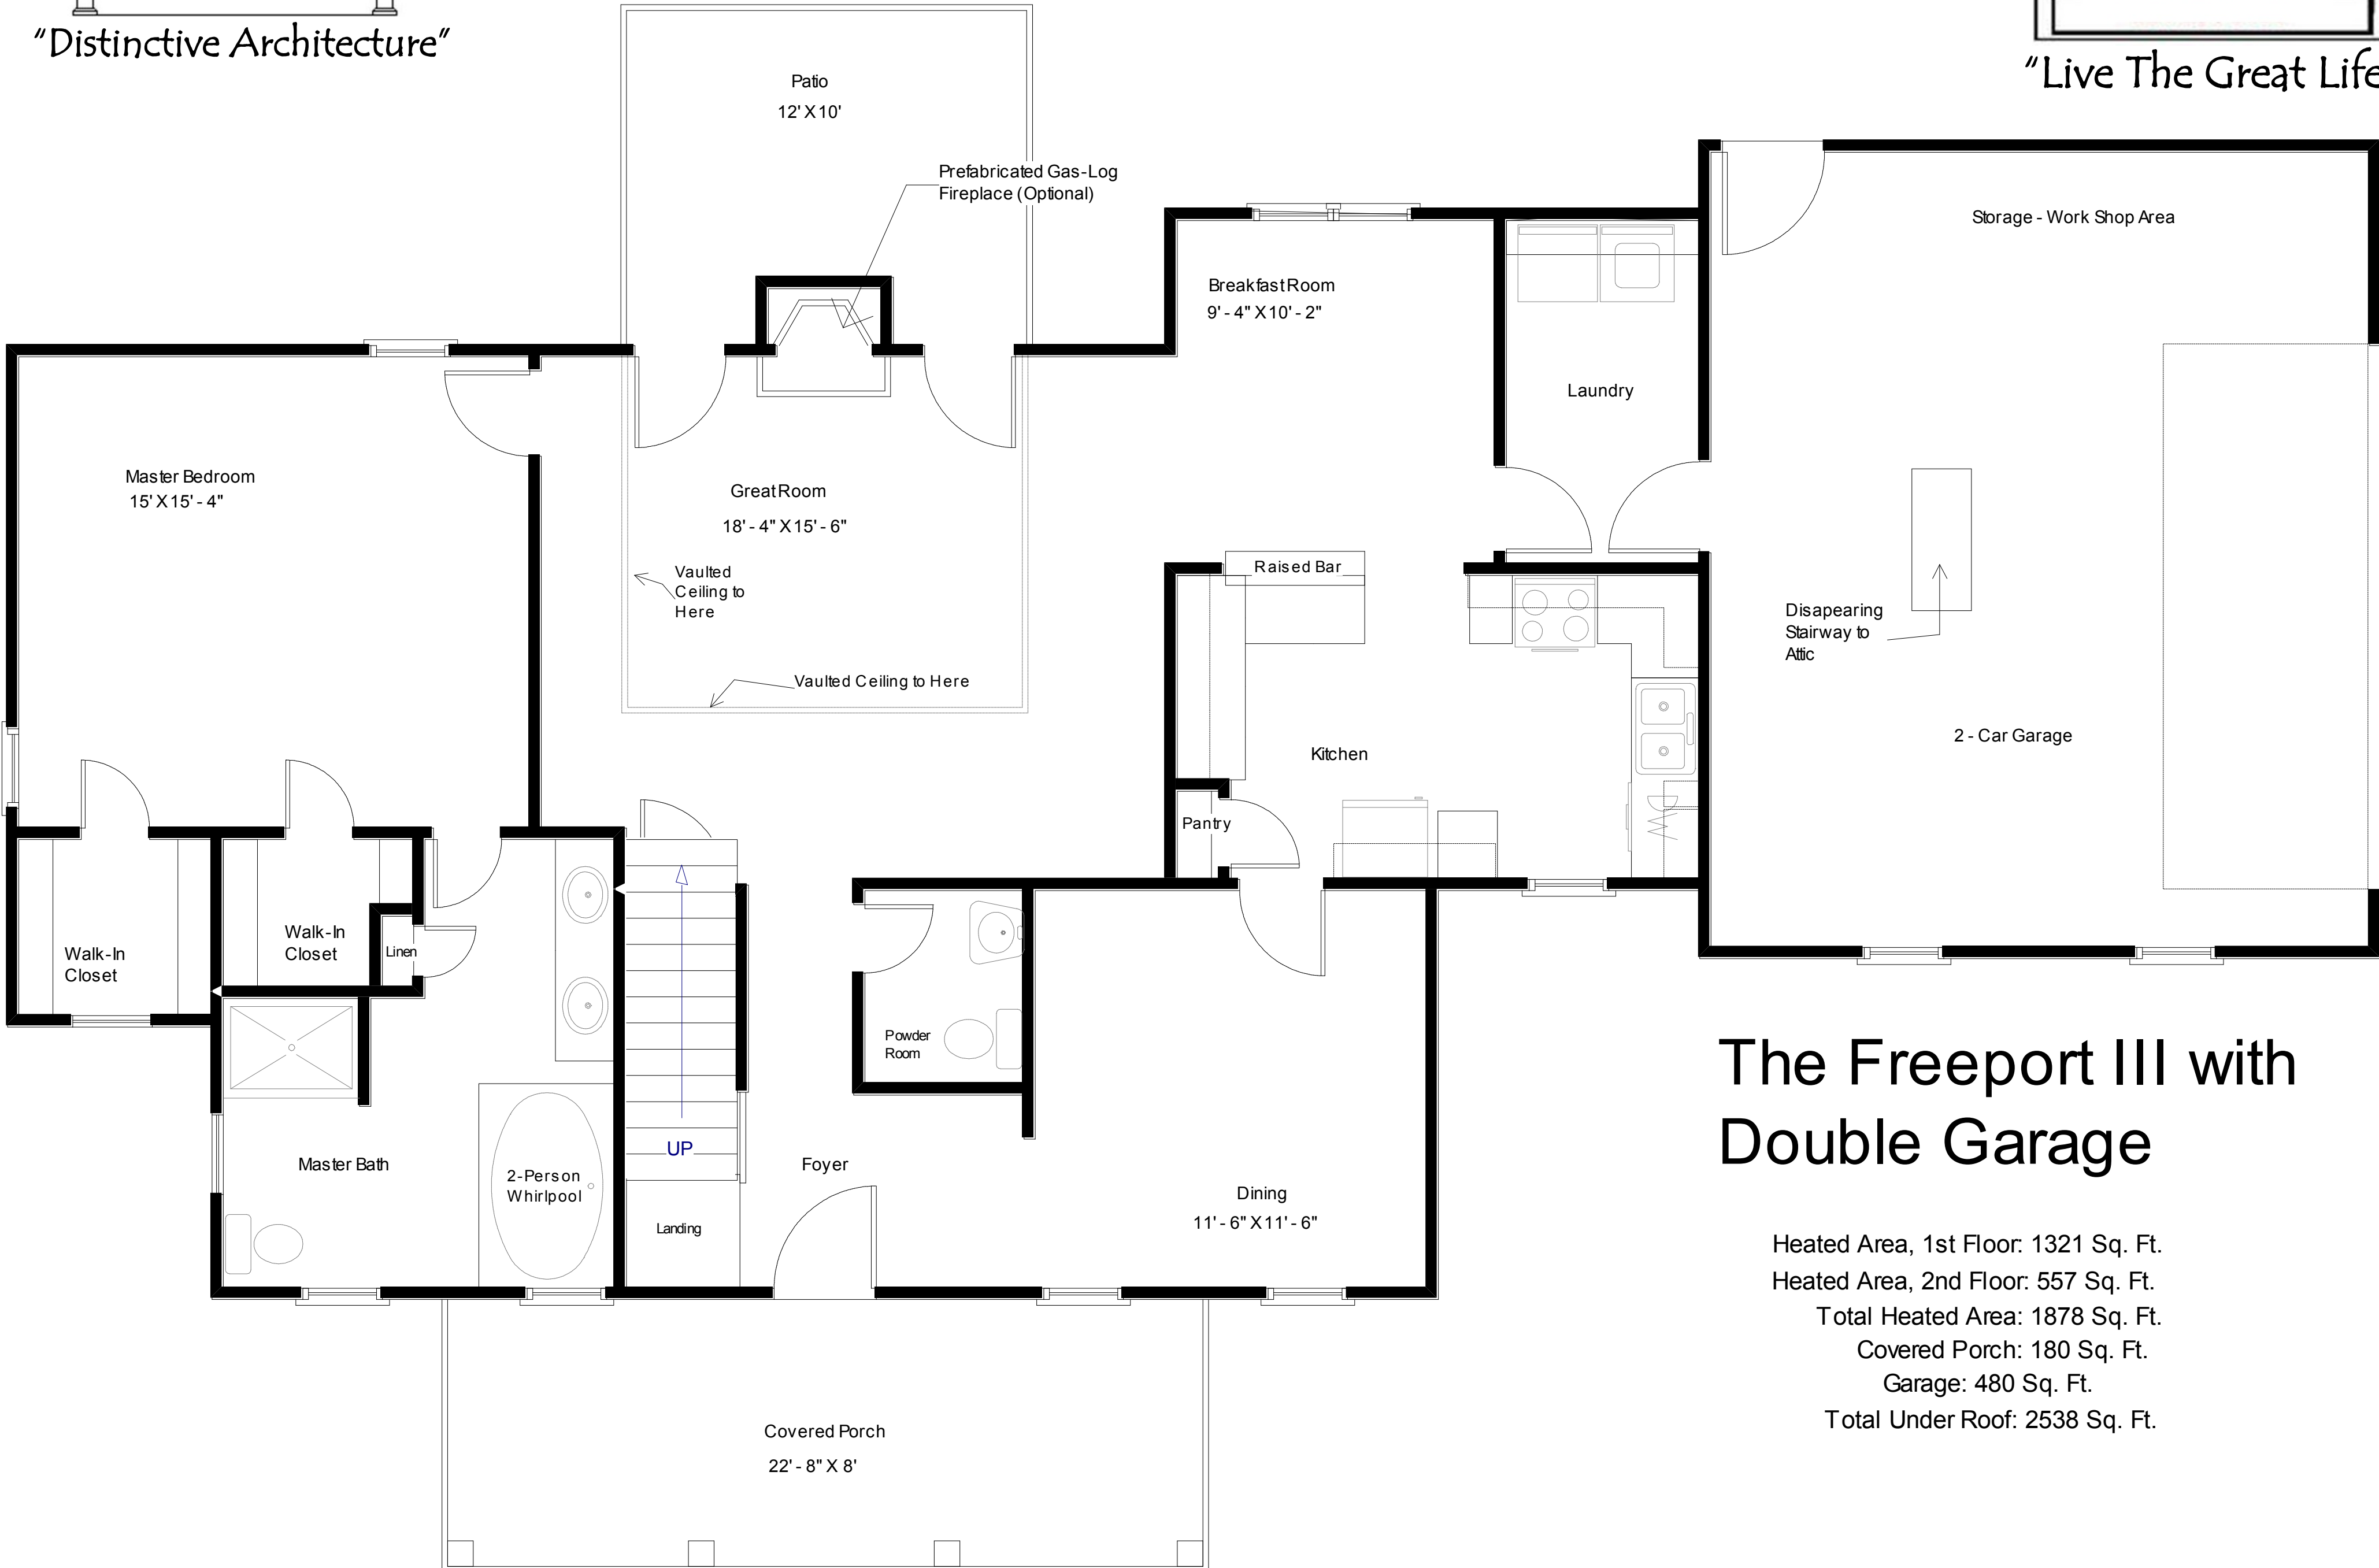 "Distinctive Architecture"
"Live The Great Life
Patio
12' X 10'
Prefabricated Gas-Log
Fireplace (Optional)
Storage - Work Shop Area
Breakfast Room
9' - 4" X 10' - 2"
Laundry
Master Bedroom
15' X 15' - 4"
Great Room
18' - 4" X 15' - 6"
Vaulted
Ceiling to
Here
Raised Bar
Disapearing
Stairway to
Attic
Vaulted Ceiling to Here
2 - Car Garage
Kitchen
Pantry
Walk-In
Closet
Walk-In
Closet
Linen
Powder
Room
UP
Master Bath
2-Person
Whirlpool
Foyer
Landing
Dining
11' - 6" X 11' - 6"
The Freeport III with
Double Garage
Heated Area, 1st Floor: 1321 Sq. Ft.
Heated Area, 2nd Floor: 557 Sq. Ft.
Total Heated Area: 1878 Sq. Ft.
Covered Porch: 180 Sq. Ft.
Garage: 480 Sq. Ft.
Total Under Roof: 2538 Sq. Ft.
Covered Porch
22' - 8" X 8'